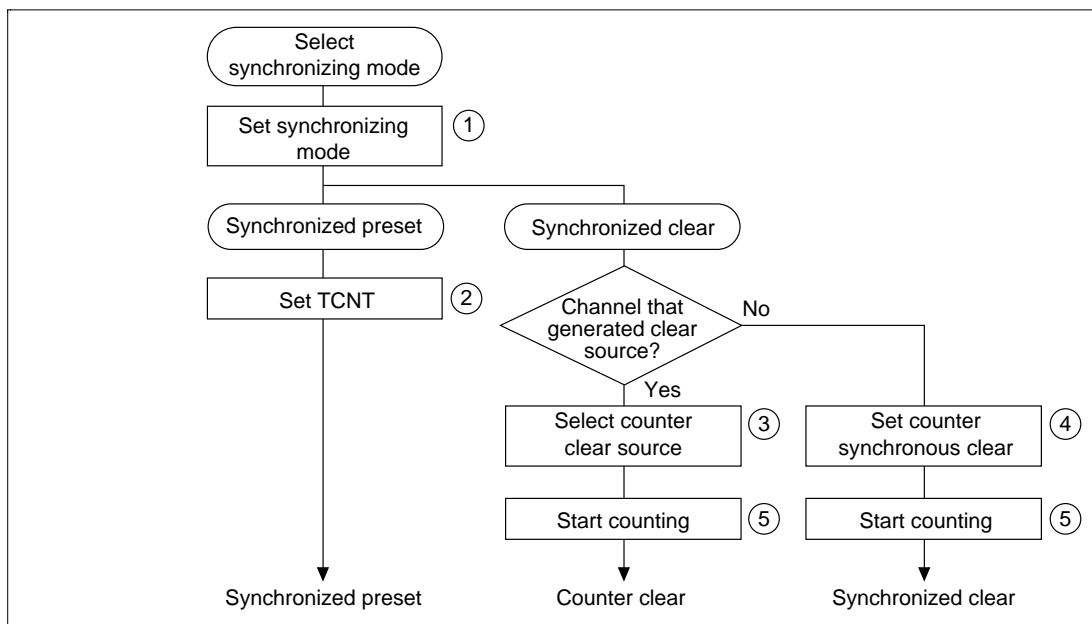 Select
synchronizing mode
Set synchronizing
mode
1
Synchronized preset
Synchronized clear
Set TCNT
2
Channel that
generated clear
source?
No
Yes
Select counter
clear source
3
Set counter
synchronous clear
4
Start counting
5
Start counting
5
Synchronized preset
Counter clear
Synchronized clear